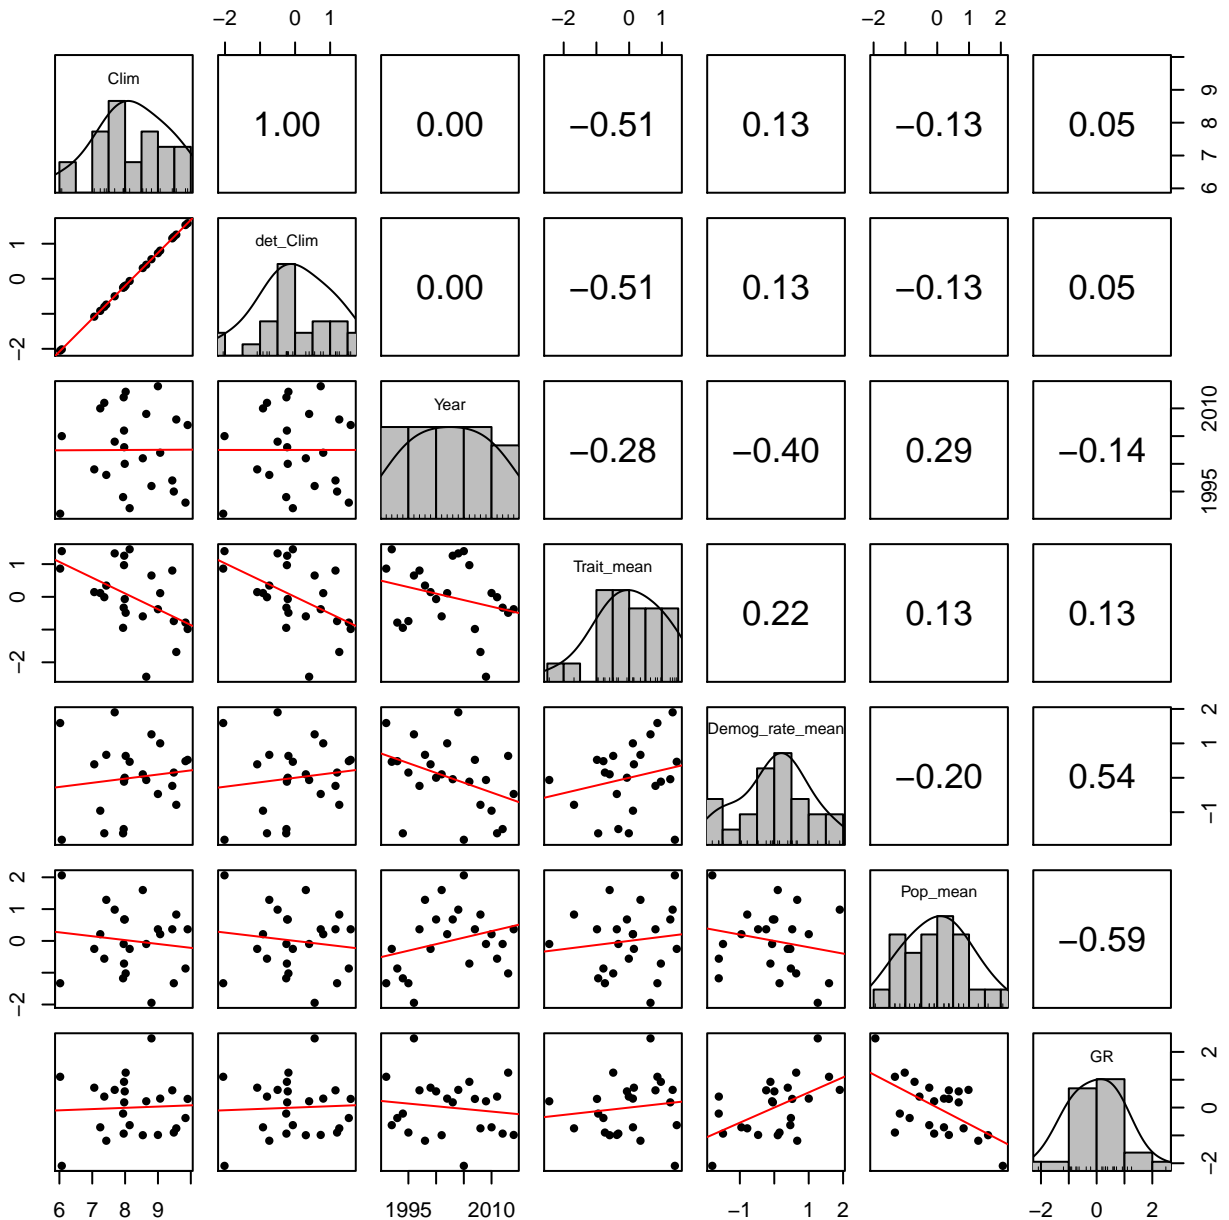 −2 0 1 −2 0 1 −2 0 1 2
Clim 1.00 0.00 −0.51 0.13 −0.13 0.05 6 7 8 9
−2 0 1 det_Clim 0.00 −0.51 0.13 −0.13 0.05
Year −0.28 −0.40 0.29 −0.14 1995 2010
−2 0 1 Trait_mean 0.22 0.13 0.13
Demog_rate_mean −0.20 0.54 −1 1 2
−2 0 1 2 Pop_mean −0.59
GR −2 0 2
6 7 8 9 1995 2010 −1 1 2 −2 0 2